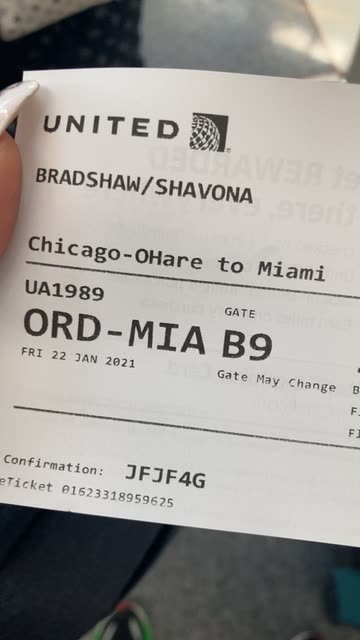 UNITED
BRADSHAW/SHAVONA
Chicago-OHare to Miami
UA1989
GATE
ORD-MIA B9
FRI 22 JAN 2021
Gate May Change
Confirmation: JFJF4G
eTicket 01623318959625